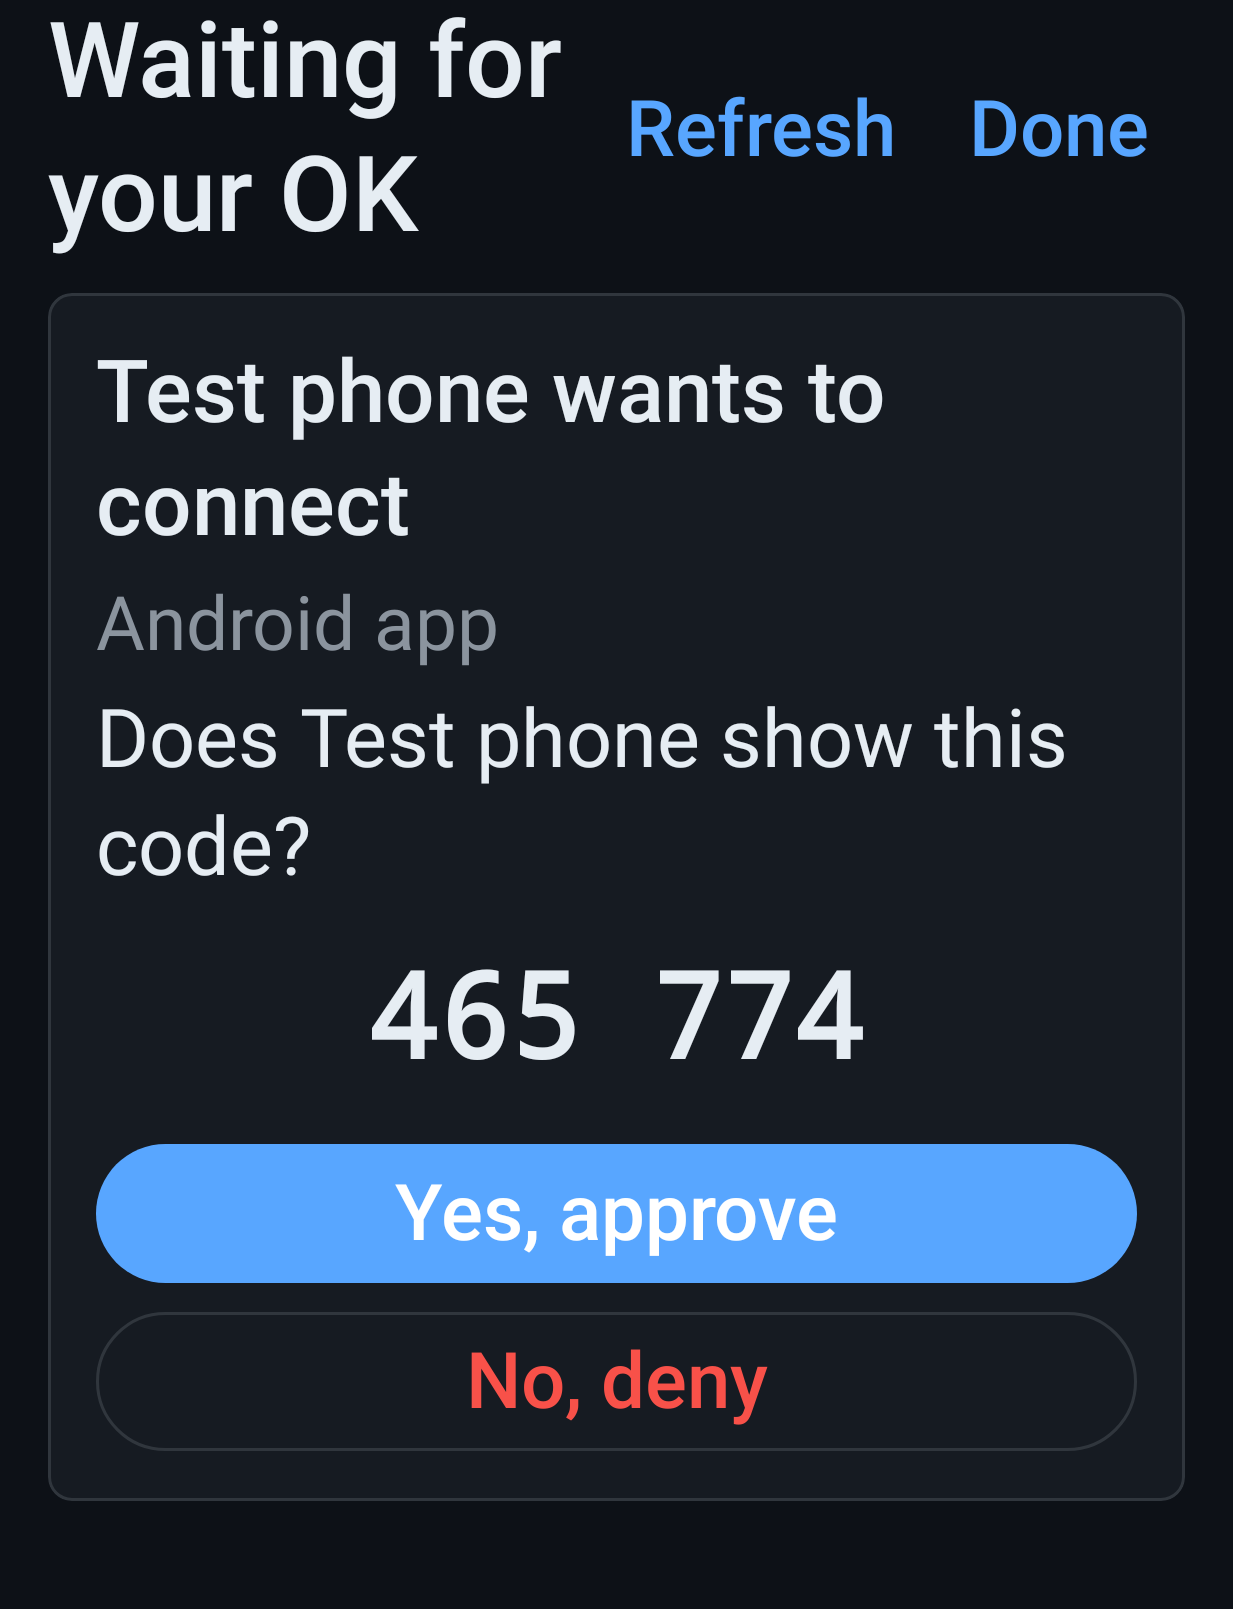 Waiting for
your OK
Refresh
Done
Test phone wants to
connect
Android app
Does Test phone show this
code?
465 774
Yes, approve
No, deny